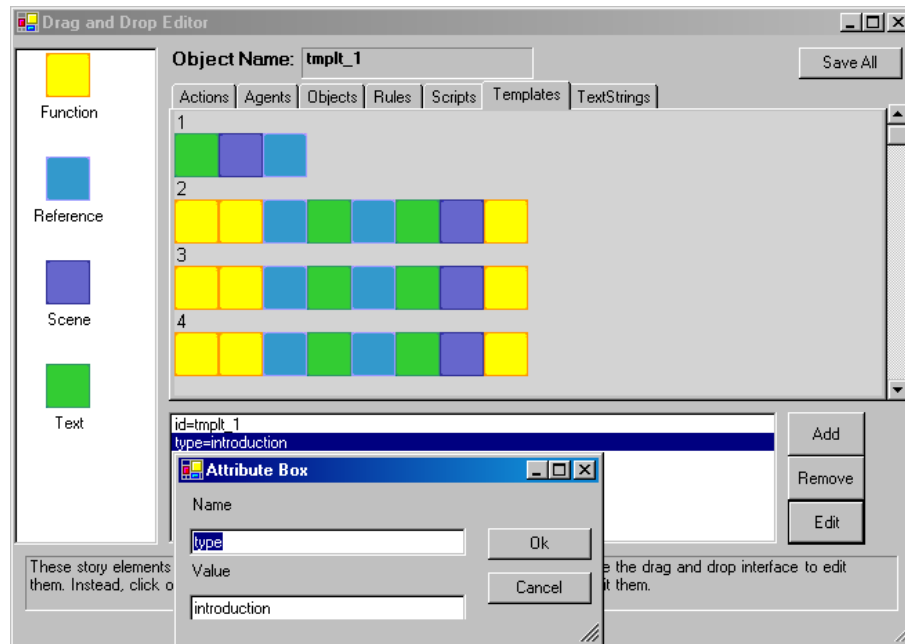 Drag and Drop Editor
Object Name: tmplt_1
Save All
Actions Agents Objects Rules Scripts Templates TextStrings
Function
Reference
Scene
Text
1
2
3
4
id=tmplt_1
type=introduction
Add
Remove
Edit
Attribute Box
Name
type
Ok
Value
Cancel
introduction
These story elements
e the drag and drop interface to edit
them. Instead, click o
it them.